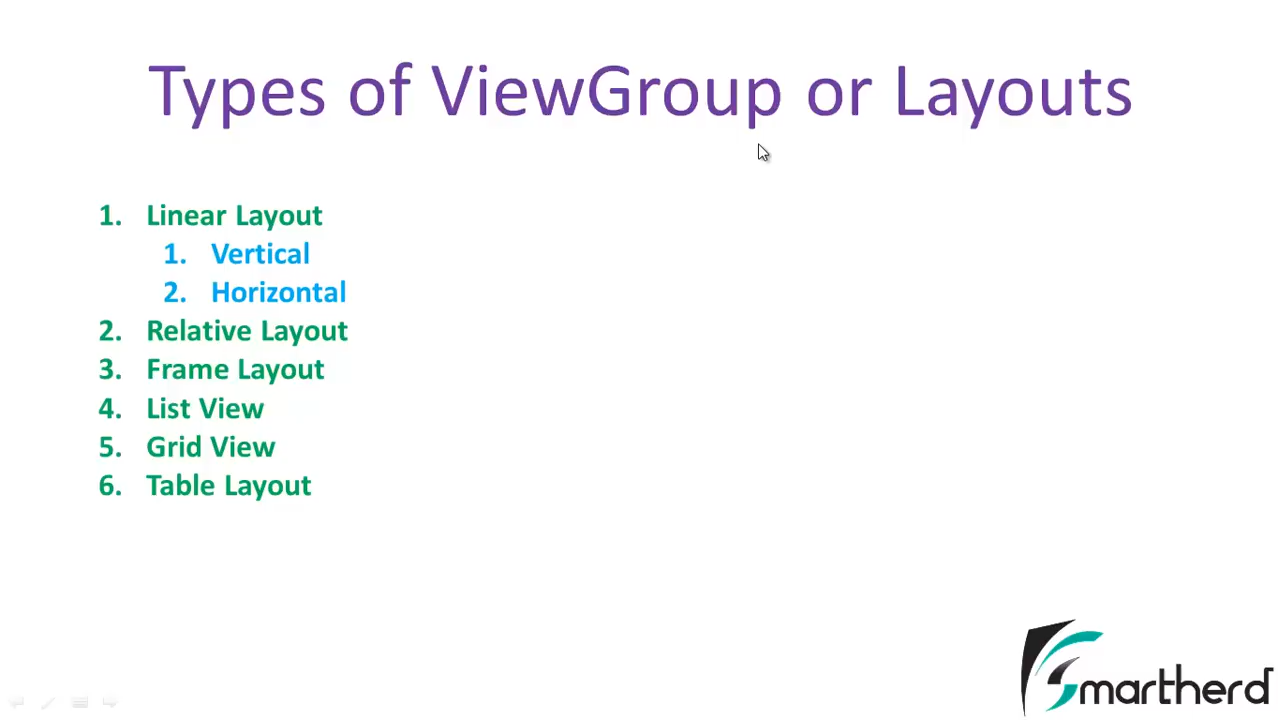 Types of ViewGroup or Layouts
1. Linear Layout
1. Vertical
2. Horizontal
2. Relative Layout
3. Frame Layout
4. List View
5. Grid View
6. Table Layout
Smartherd